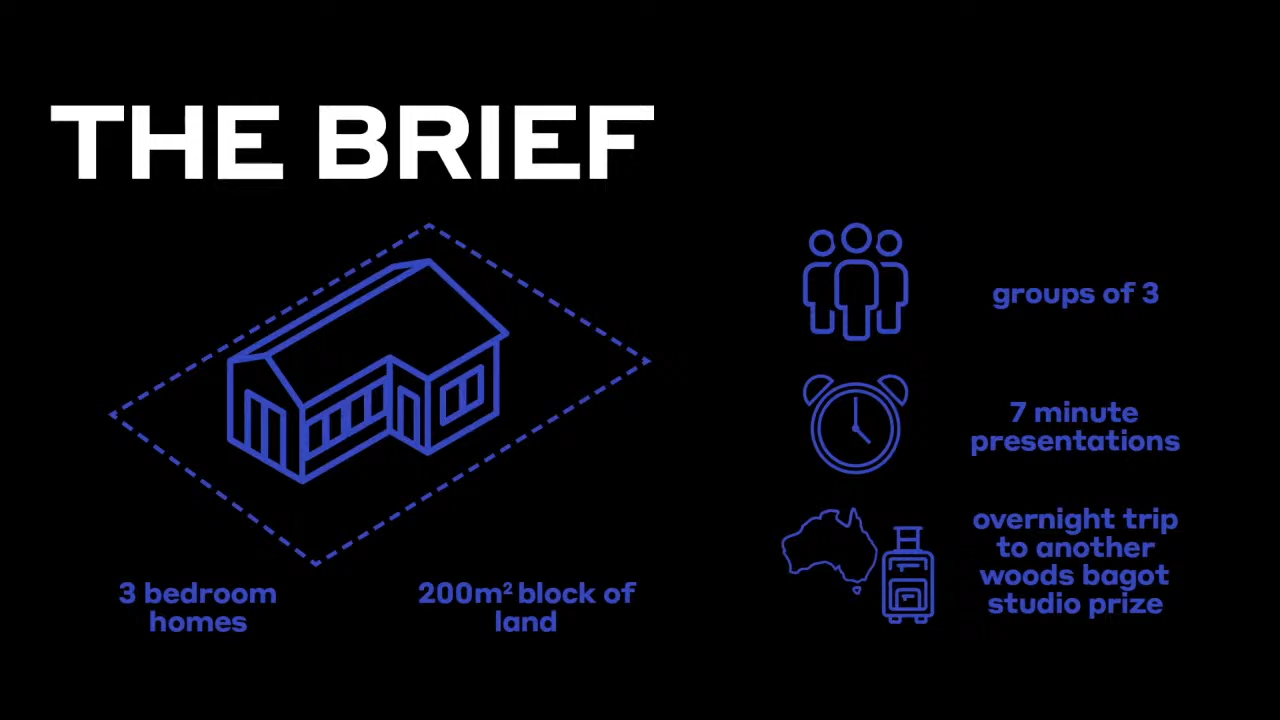 THE BRIEF
3 bedroom
homes
200m² block of
land
groups of 3
7 minute
presentations
overnight trip
to another
woods bagot
studio prize